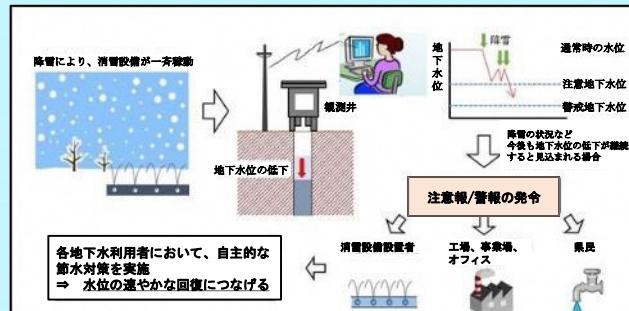 降雪により、消雪設備が一斉稼動
観測井
地下水位の低下
地下水位
降雪
通常時の水位
注意地下水位
警戒地下水位
降雪の状況など
今後も地下水位の低下が継続
すると見込まれる場合
注意報/警報の発令
消雪設備設置者
工場、事業場、
オフィス
県民
各地下水利用者において、自主的な
節水対策を実施
⇒ 水位の速やかな回復につなげる